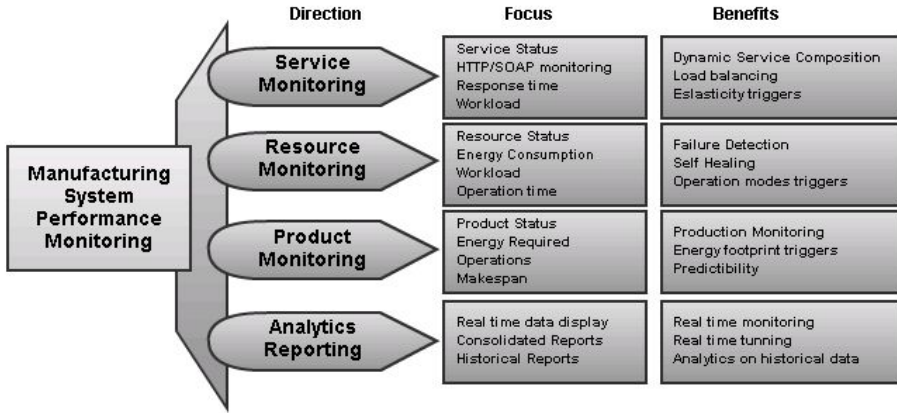 Direction
Focus
Benefits
Manufacturing
System
Performance
Monitoring
Service
Monitoring
Service Status
HTTP/SOAP monitoring
Response time
Workload
Dynamic Service Composition
Load balancing
Eslasticity triggers
Resource
Monitoring
Resource Status
Energy Consumption
Workload
Operation time
Failure Detection
Self Healing
Operation modes triggers
Product
Monitoring
Product Status
Energy Required
Operations
Makespan
Production Monitoring
Energy footprint triggers
Predictibility
Analytics
Reporting
Real time data display
Consolidated Reports
Historical Reports
Real time monitoring
Real time tunning
Analytics on historical data